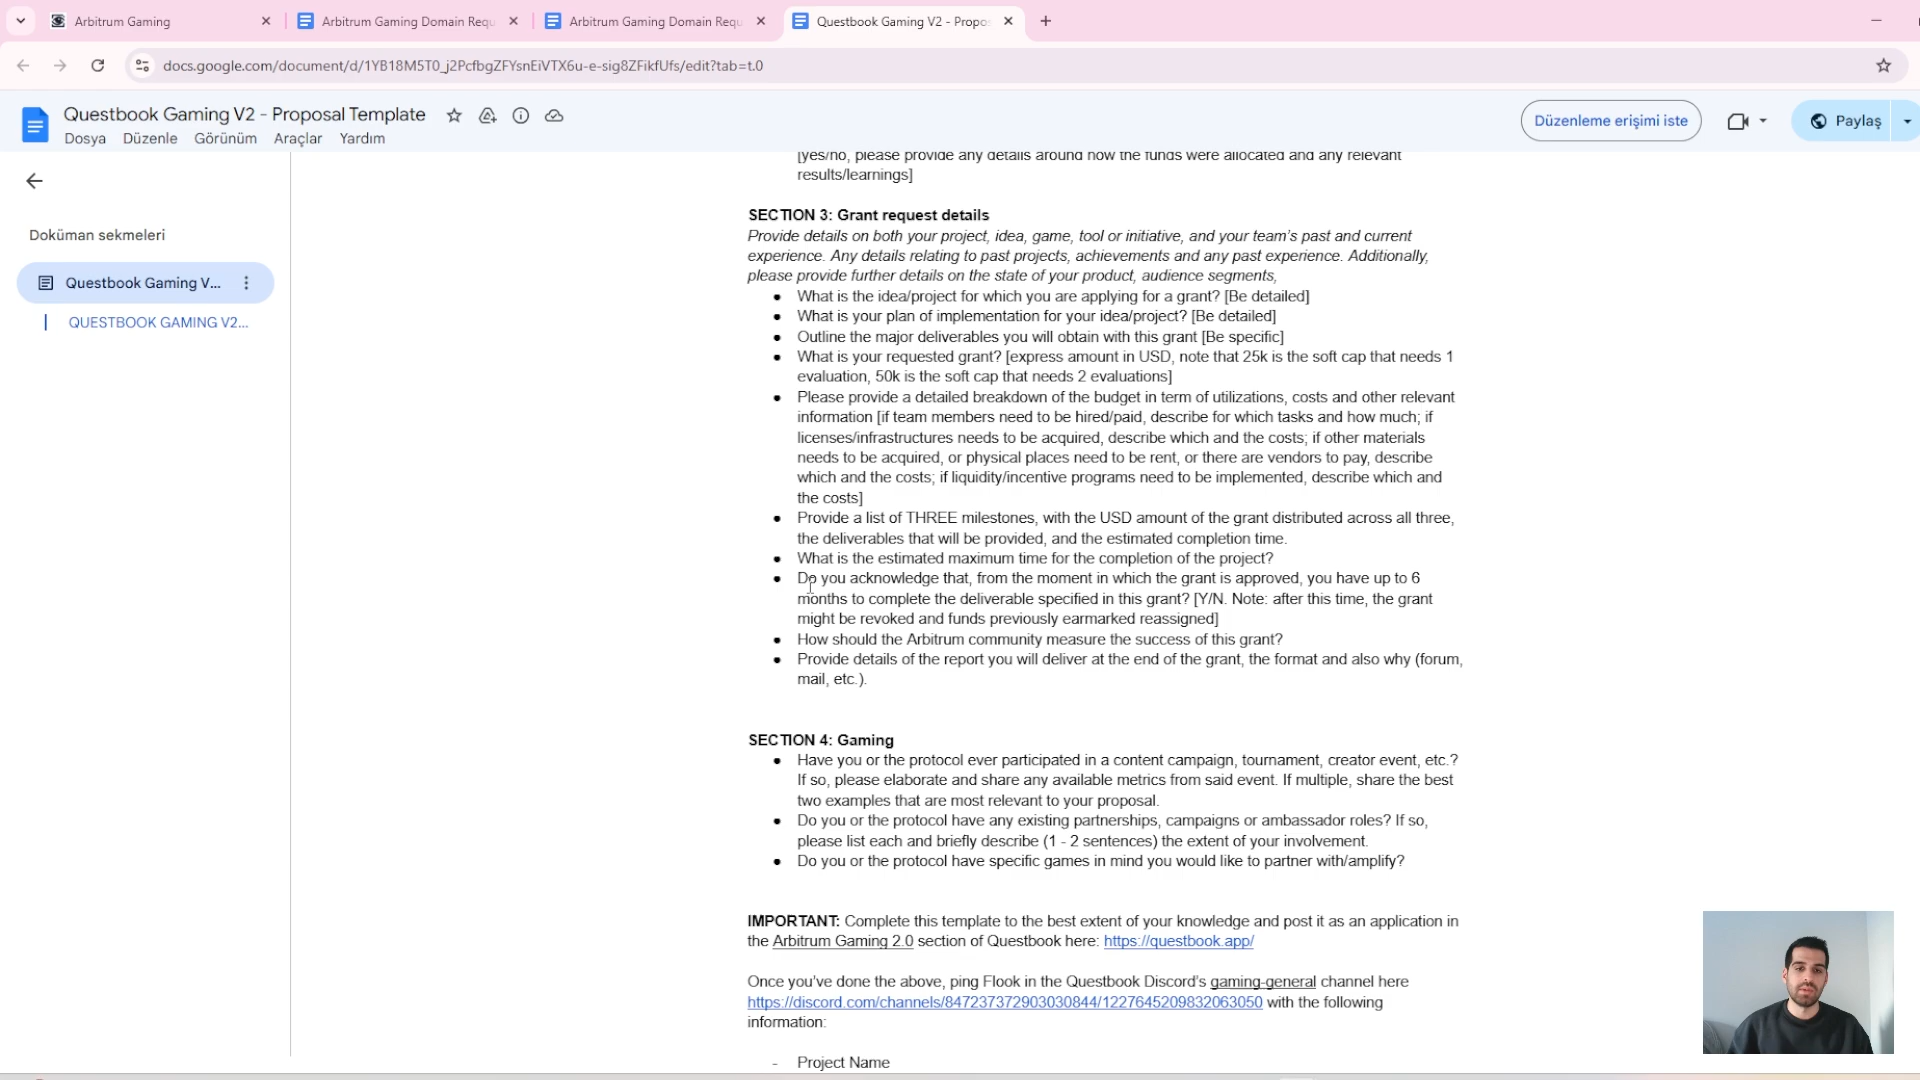 Arbitrum Gaming
Arbitrum Gaming Domain Requ
Arbitrum Gaming Domain Requ
Questbook Gaming V2 - Propos
docs.google.com/document/d/1YB18M5T0_j2PcfbgZFYsnEiVTX6u-e-sig8ZFikfUfs/edit?tab=t.0
Questbook Gaming V2 - Proposal Template
Dosya Düzenle Görünüm Araçlar Yardım
Düzenleme erişimi iste
Paylaş
Doküman sekmeleri
Questbook Gaming V...
QUESTBOOK GAMING V2...
[yes/no, please provide any details around how the funds were allocated and any relevant
results/learnings]
SECTION 3: Grant request details
Provide details on both your project, idea, game, tool or initiative, and your team's past and current
experience. Any details relating to past projects, achievements and any past experience. Additionally,
please provide further details on the state of your product, audience segments,
● What is the idea/project for which you are applying for a grant? [Be detailed]
● What is your plan of implementation for your idea/project? [Be detailed]
● Outline the major deliverables you will obtain with this grant [Be specific]
● What is your requested grant? [express amount in USD, note that 25k is the soft cap that needs 1
evaluation, 50k is the soft cap that needs 2 evaluations]
● Please provide a detailed breakdown of the budget in term of utilizations, costs and other relevant
information [if team members need to be hired/paid, describe for which tasks and how much; if
licenses/infrastructures needs to be acquired, describe which and the costs; if other materials
needs to be acquired, or physical places need to be rent, or there are vendors to pay, describe
which and the costs; if liquidity/incentive programs need to be implemented, describe which and
the costs]
● Provide a list of THREE milestones, with the USD amount of the grant distributed across all three,
the deliverables that will be provided, and the estimated completion time.
● What is the estimated maximum time for the completion of the project?
● Do you acknowledge that, from the moment in which the grant is approved, you have up to 6
months to complete the deliverable specified in this grant? [Y/N. Note: after this time, the grant
might be revoked and funds previously earmarked reassigned]
● How should the Arbitrum community measure the success of this grant?
● Provide details of the report you will deliver at the end of the grant, the format and also why (forum,
mail, etc.).
SECTION 4: Gaming
● Have you or the protocol ever participated in a content campaign, tournament, creator event, etc.?
If so, please elaborate and share any available metrics from said event. If multiple, share the best
two examples that are most relevant to your proposal.
● Do you or the protocol have any existing partnerships, campaigns or ambassador roles? If so,
please list each and briefly describe (1 - 2 sentences) the extent of your involvement.
● Do you or the protocol have specific games in mind you would like to partner with/amplify?
IMPORTANT: Complete this template to the best extent of your knowledge and post it as an application in
the Arbitrum Gaming 2.0 section of Questbook here: https://questbook.app/
Once you've done the above, ping Flook in the Questbook Discord's gaming-general channel here
https://discord.com/channels/847237372903030844/1227645209832063050 with the following
information:
- Project Name